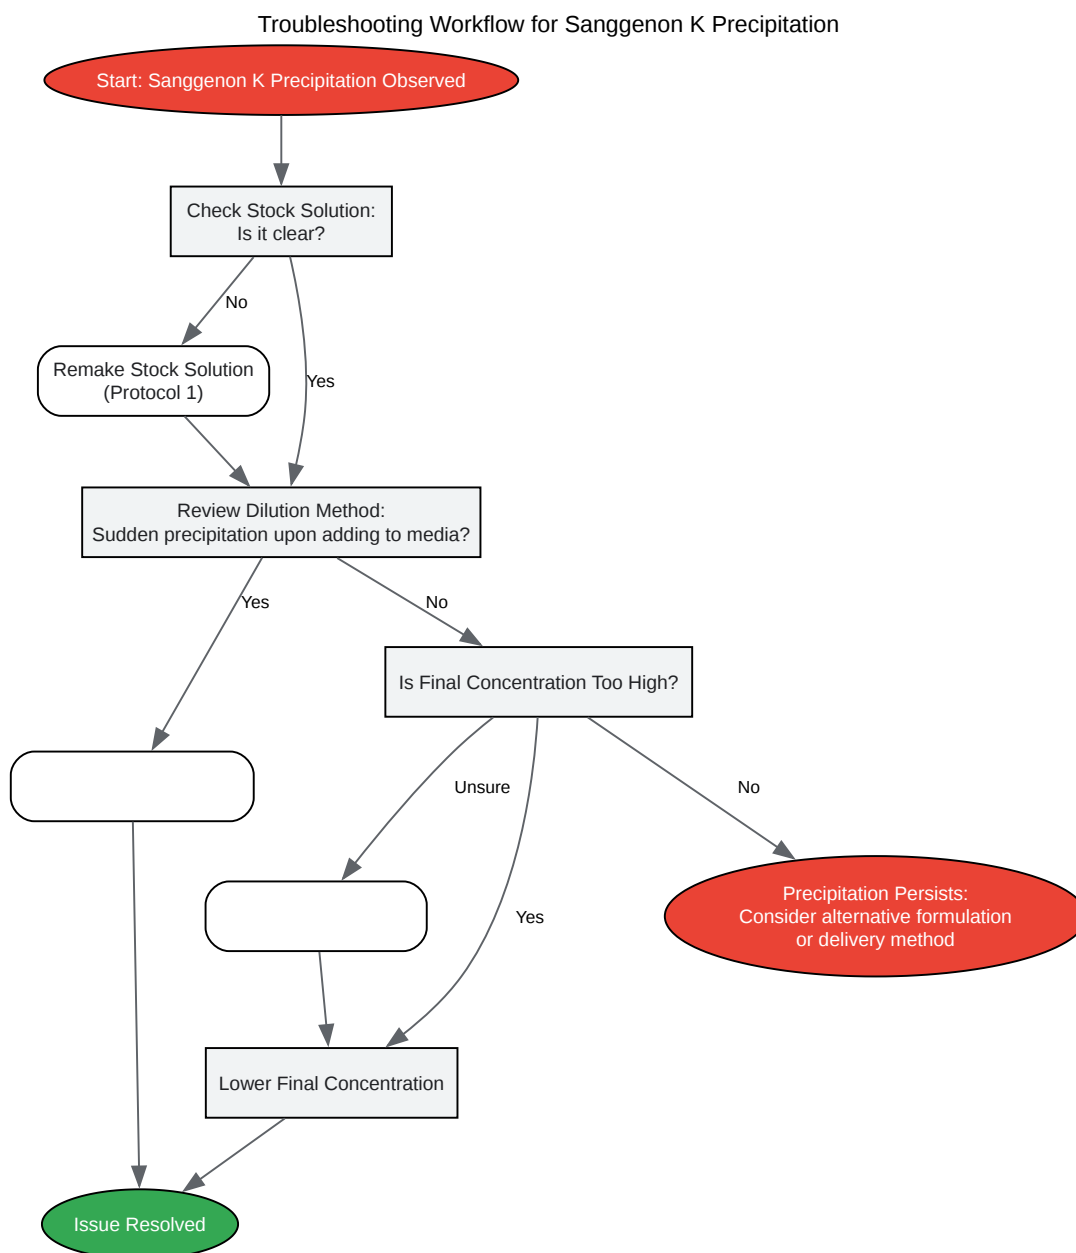 Troubleshooting Workflow for Sanggenon K Precipitation
Start: Sanggenon K Precipitation Observed
Check Stock Solution:
Is it clear?
No
Yes
Remake Stock Solution
(Protocol 1)
Review Dilution Method:
Sudden precipitation upon adding to media?
Yes
No
Is Final Concentration Too High?
Unsure
Yes
No
Precipitation Persists:
Consider alternative formulation
or delivery method
Lower Final Concentration
Issue Resolved